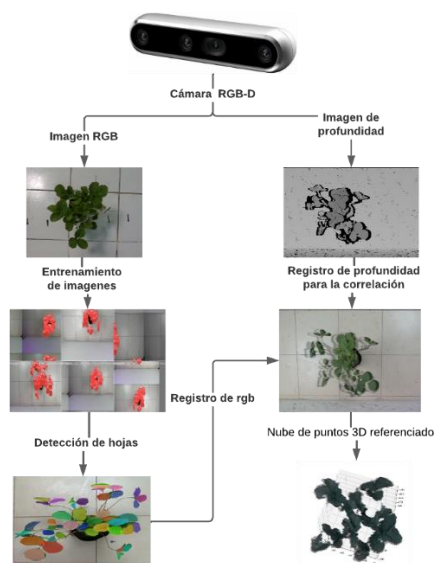 Cámara RGB-D
Imagen RGB
Imagen de
profundidad
Entrenamiento
de imagenes
Registro de profundidad
para la correlación
Registro de rgb
Detección de hojas
Nube de puntos 3D referenciado